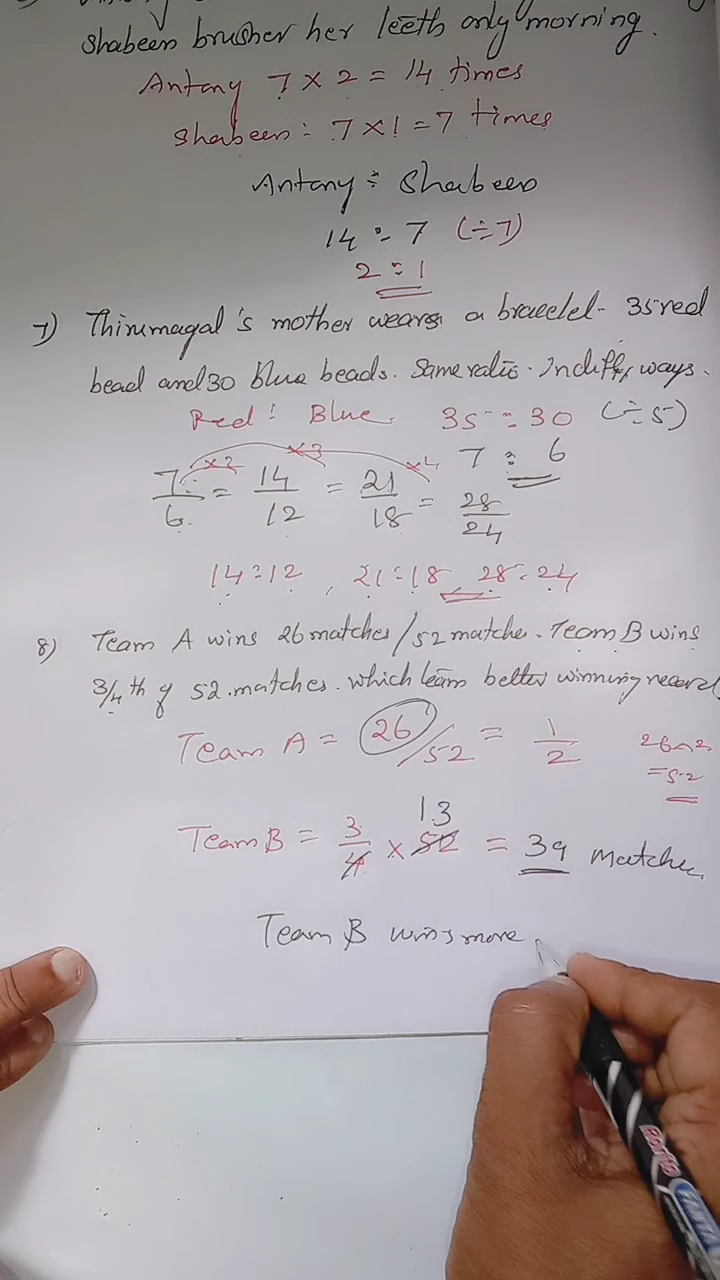 Shabeen brushes her teeth only morning.
Antony 7 × 2 = 14 times
Shabeen : 7 × 1 = 7 times
Antony : Shabeen
14 : 7 (÷7)
2 : 1
7) Thirumagal's mother wears a bracelet - 35 red
bead and 30 blue beads. Same ratio. In diff, ways.
Red : Blue. 35 : 30 (÷5)
7 : 6
×2 ×3 ×4
7/6 = 14/12 = 21/18 = 28/24
14:12, 21:18, 28:24
8) Team A wins 26 matches/52 matche. Team B wins
3/4 th of 52 matches. which team better winning record
Team A = 26/52 = 1/2
26×2
=52
Team B = 3/4 × 52 13 = 39 matche
Team B wins more